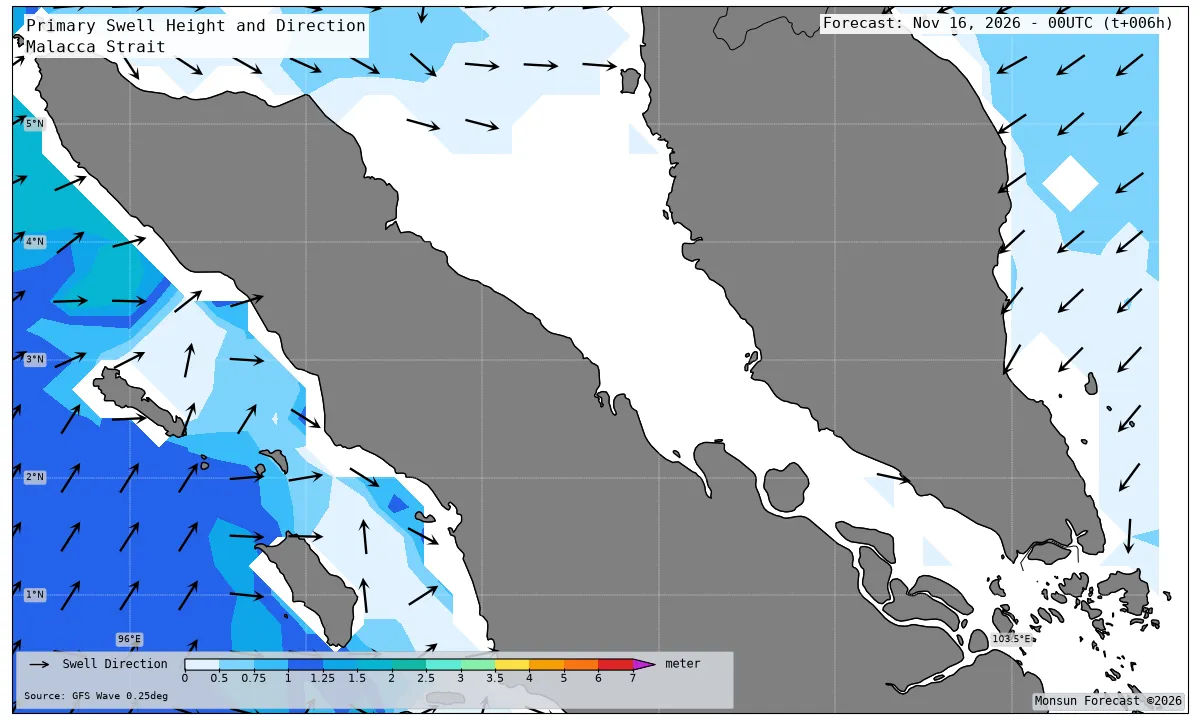 Primary Swell Height and Direction
Malacca Strait
Forecast: Nov 16, 2026 - 00UTC (t+006h)
5°N
4°N
3°N
2°N
1°N
96°E
103.5°E
Swell Direction
meter
0 0.5 0.75 1 1.25 1.5 2 2.5 3 3.5 4 5 6 7
Source: GFS Wave 0.25deg
Monsun Forecast ©2026